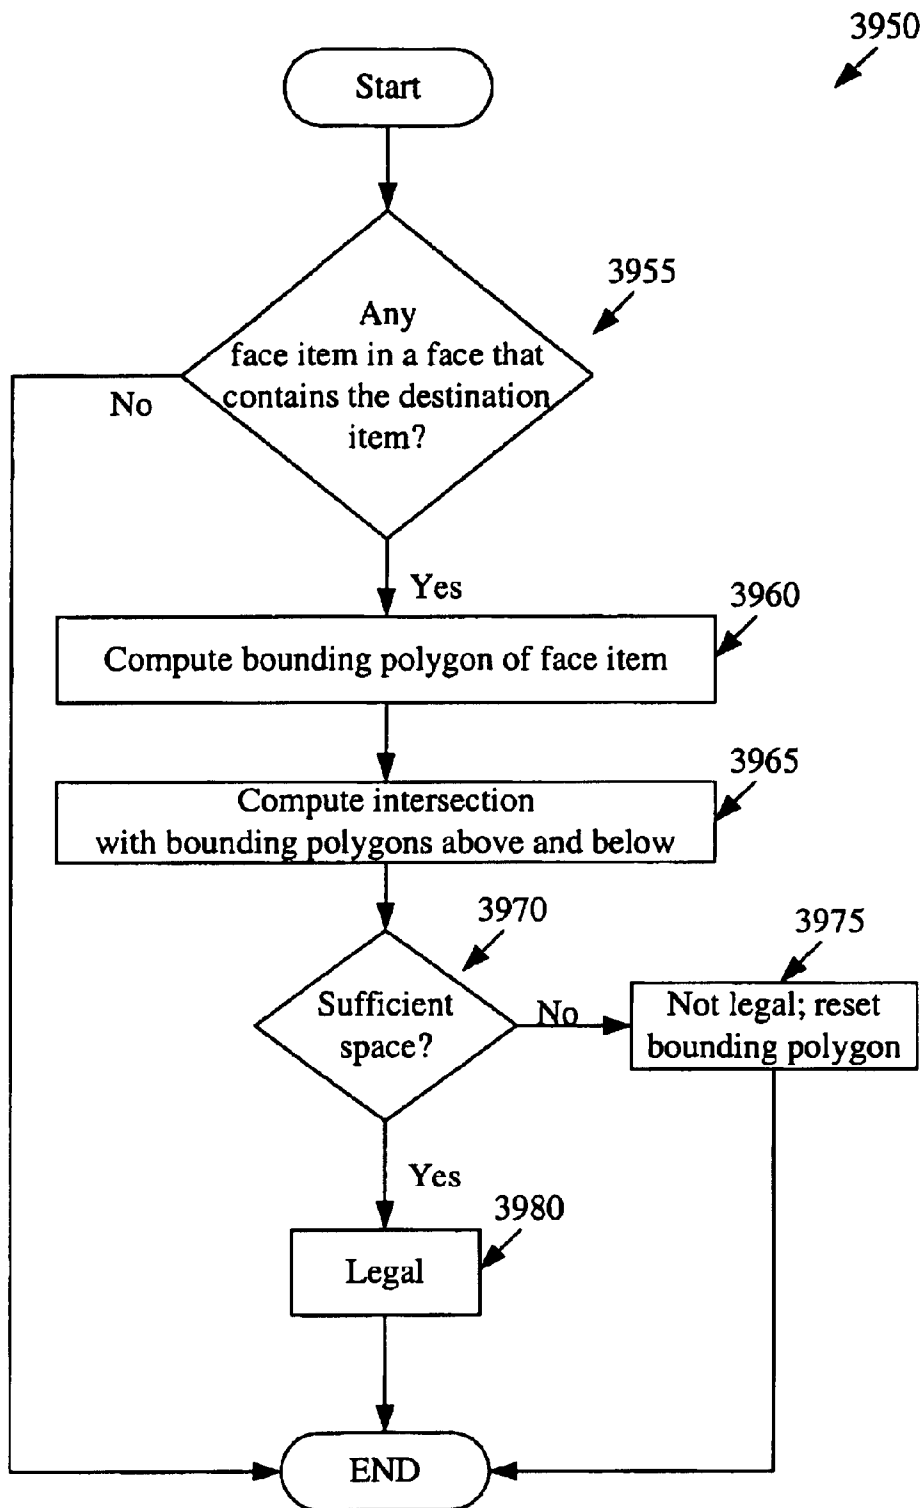 3950
Start
3955
Any
face item in a face that
contains the destination
item?
No
Yes
3960
Compute bounding polygon of face item
3965
Compute intersection
with bounding polygons above and below
3970
Sufficient
space?
No
3975
Not legal; reset
bounding polygon
Yes
3980
Legal
END